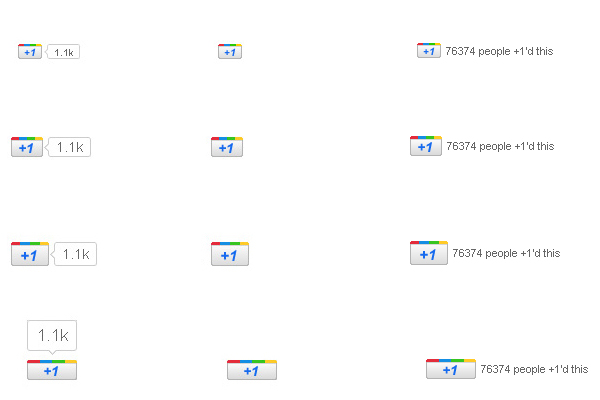 +1 1.1k +1 +1 76374 people +1'd this
+1 1.1k +1 +1 76374 people +1'd this
+1 1.1k +1 +1 76374 people +1'd this
1.1k
+1 +1 +1 76374 people +1'd this